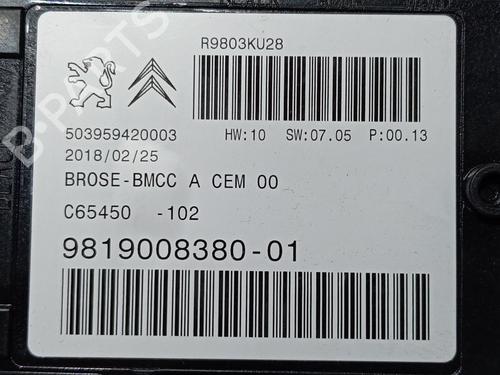 R9803KU28
503959420003 HW:10 SW:07.05 P:00.13
2018/02/25
BROSE-BMCC A CEM 00
C65450 -102
9819008380-01
B-PARTS